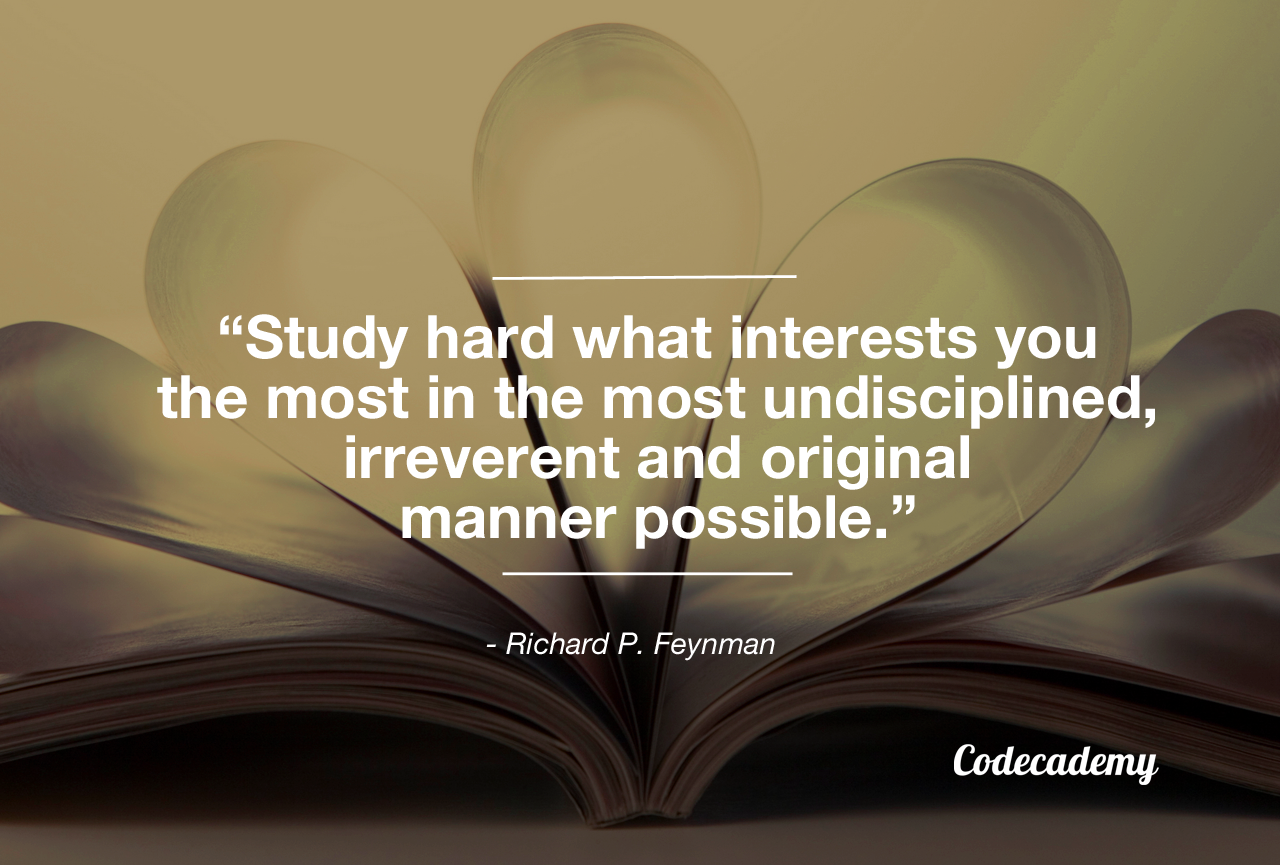 “Study hard what interests you
the most in the most undisciplined,
irreverent and original
manner possible.”
- Richard P. Feynman
Codecademy